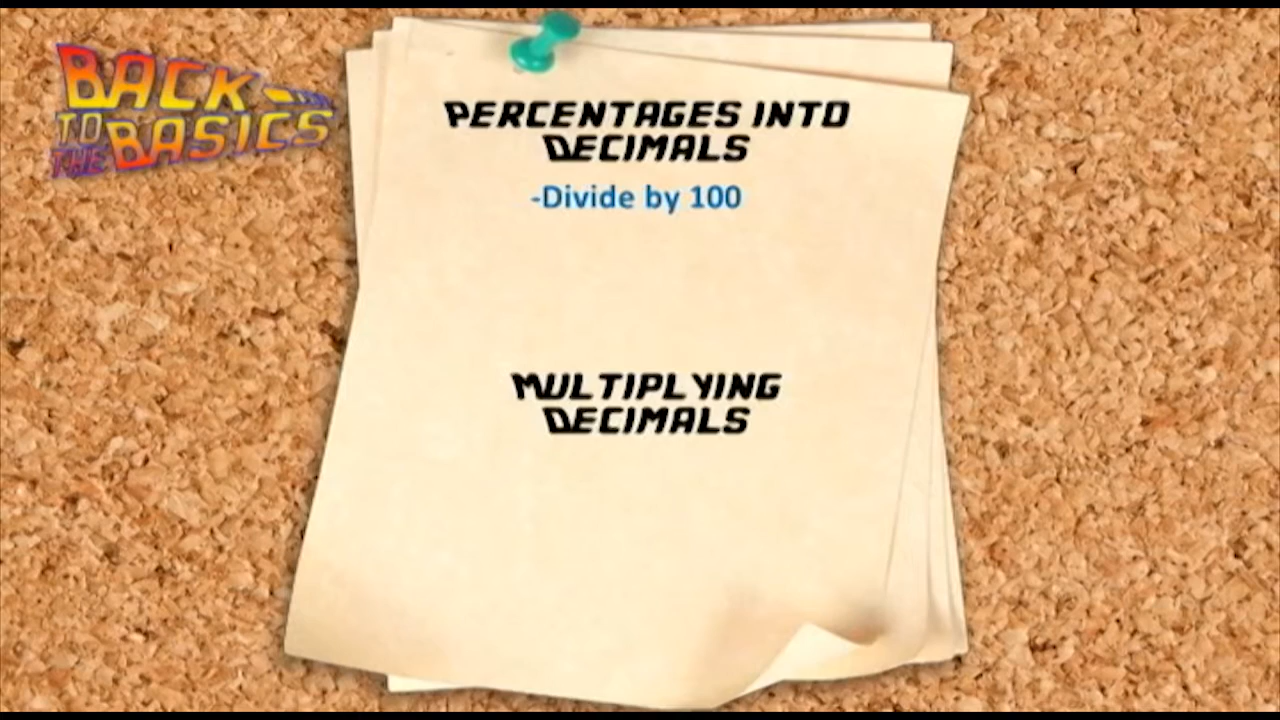 BACK
TO BASICS
THE
PERCENTAGES INTO
DECIMALS
-Divide by 100
MULTIPLYING
DECIMALS